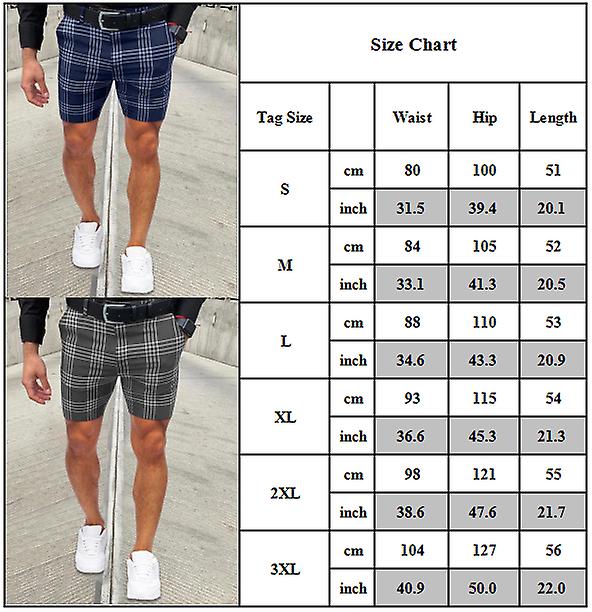 Size Chart
Tag Size Waist Hip Length
S cm 80 100 51
inch 31.5 39.4 20.1
M cm 84 105 52
inch 33.1 41.3 20.5
L cm 88 110 53
inch 34.6 43.3 20.9
XL cm 93 115 54
inch 36.6 45.3 21.3
2XL cm 98 121 55
inch 38.6 47.6 21.7
3XL cm 104 127 56
inch 40.9 50.0 22.0